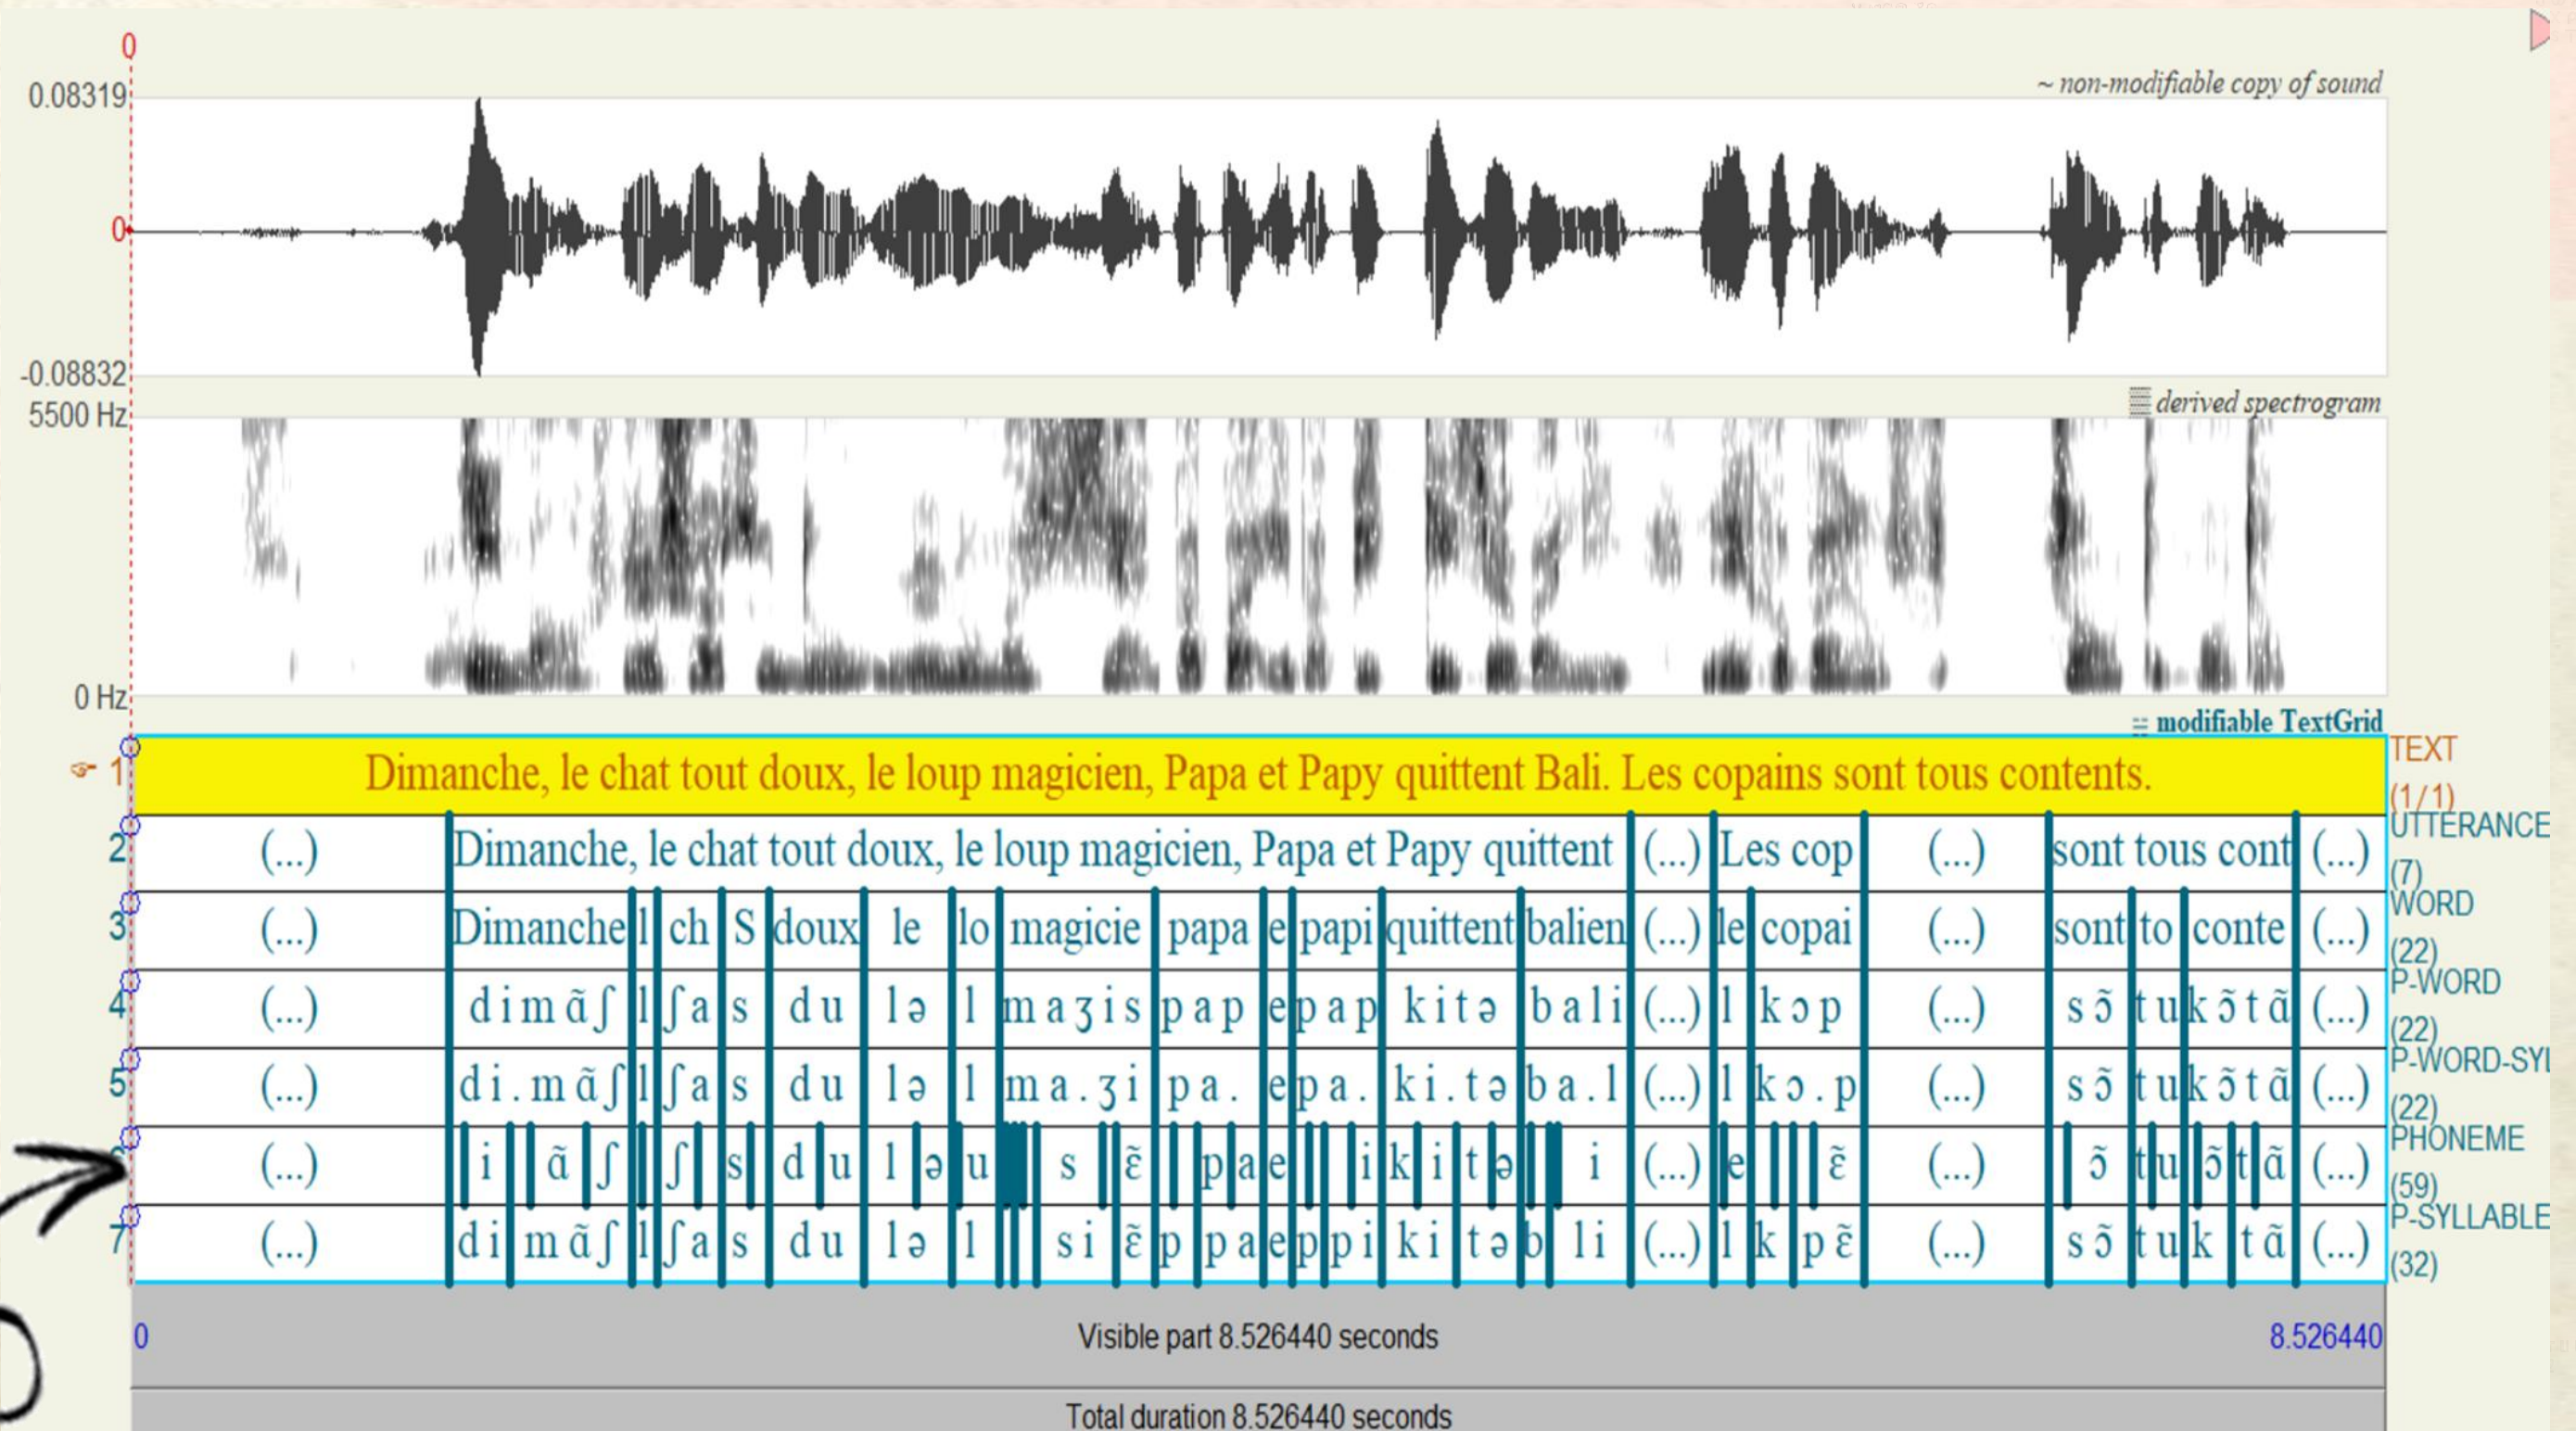 0
0.08319
~ non-modifiable copy of sound
0
-0.08832
5500 Hz
derived spectrogram
0 Hz
modifiable TextGrid
1 Dimanche, le chat tout doux, le loup magicien, Papa et Papy quittent Bali. Les copains sont tous contents. TEXT (1/1)
2 (...) Dimanche, le chat tout doux, le loup magicien, Papa et Papy quittent (...) Les cop (...) sont tous cont (...) UTTERANCE (7)
3 (...) Dimanche l ch S doux le lo magicie papa e papi quittent balien (...) le copai (...) sont to conte (...) WORD (22)
4 (...) d i m ã ʃ l ʃ a s d u l ə l m a ʒ i s p a p e p a p k i t ə b a l i (...) l k ɔ p (...) s õ t u k õ t ã (...) P-WORD (22)
5 (...) d i . m ã ʃ l ʃ a s d u l ə l m a . ʒ i p a . e p a . k i . t ə b a . l (...) l k ɔ . p (...) s õ t u k õ t ã (...) P-WORD-SYL (22)
(...) i ã ʃ ʃ s d u l ə u s ɛ̃ p a e i k i t ə i (...) e ɛ̃ (...) õ t u õ t ã (...) PHONEME (59)
7 (...) d i m ã ʃ l ʃ a s d u l ə l s i ɛ̃ p p a e p p i k i t ə b l i (...) l k p ɛ̃ (...) s õ t u k t ã (...) P-SYLLABLE (32)
0 Visible part 8.526440 seconds 8.526440
Total duration 8.526440 seconds